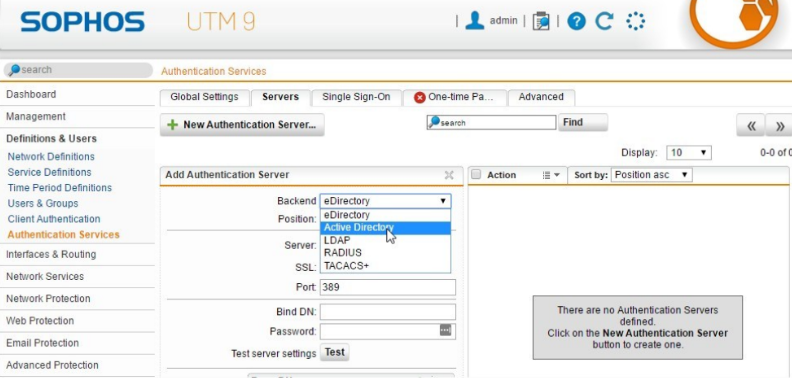 SOPHOS UTM 9
admin
search
Authentication Services
Dashboard
Management
Definitions & Users
Network Definitions
Service Definitions
Time Period Definitions
Users & Groups
Client Authentication
Authentication Services
Interfaces & Routing
Network Services
Network Protection
Web Protection
Email Protection
Advanced Protection
Global Settings Servers Single Sign-On One-time Pa... Advanced
New Authentication Server...
search Find
Display: 10
0-0 of 0
Add Authentication Server
Backend eDirectory
eDirectory
Active Directory
LDAP
RADIUS
TACACS+
Position:
Server:
SSL:
Port: 389
Bind DN:
Password:
Test server settings Test
Action Sort by: Position asc
There are no Authentication Servers
defined.
Click on the New Authentication Server
button to create one.